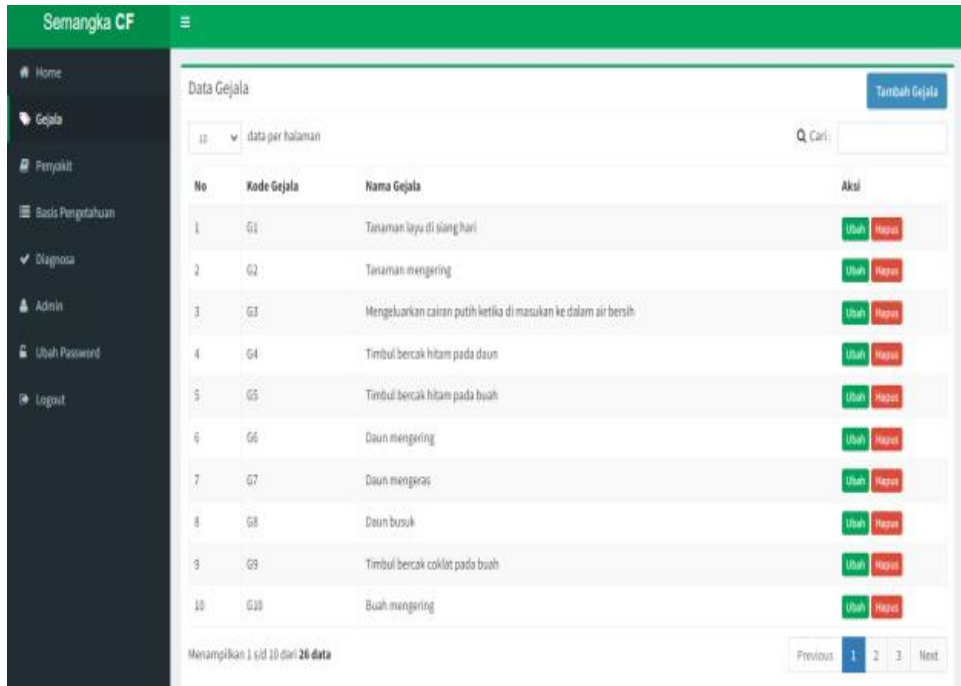 Semangka CF
Home
Gejala
Penyakit
Basis Pengetahuan
Diagnosa
Admin
Ubah Password
Logout
Data Gejala
Tambah Gejala
10 data per halaman
Cari:
No Kode Gejala Nama Gejala Aksi
1 G1 Tanaman layu di siang hari Ubah Hapus
2 G2 Tanaman mengering Ubah Hapus
3 G3 Mengeluarkan cairan putih ketika di masukan ke dalam air bersih Ubah Hapus
4 G4 Timbul bercak hitam pada daun Ubah Hapus
5 G5 Timbul bercak hitam pada buah Ubah Hapus
6 G6 Daun mengering Ubah Hapus
7 G7 Daun mengeras Ubah Hapus
8 G8 Daun busuk Ubah Hapus
9 G9 Timbul bercak coklat pada buah Ubah Hapus
10 G10 Buah mengering Ubah Hapus
Menampilkan 1 s/d 10 dari 26 data
Previous 1 2 3 Next